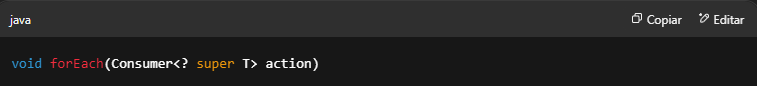 java Copiar Editar
void forEach(Consumer<? super T> action)